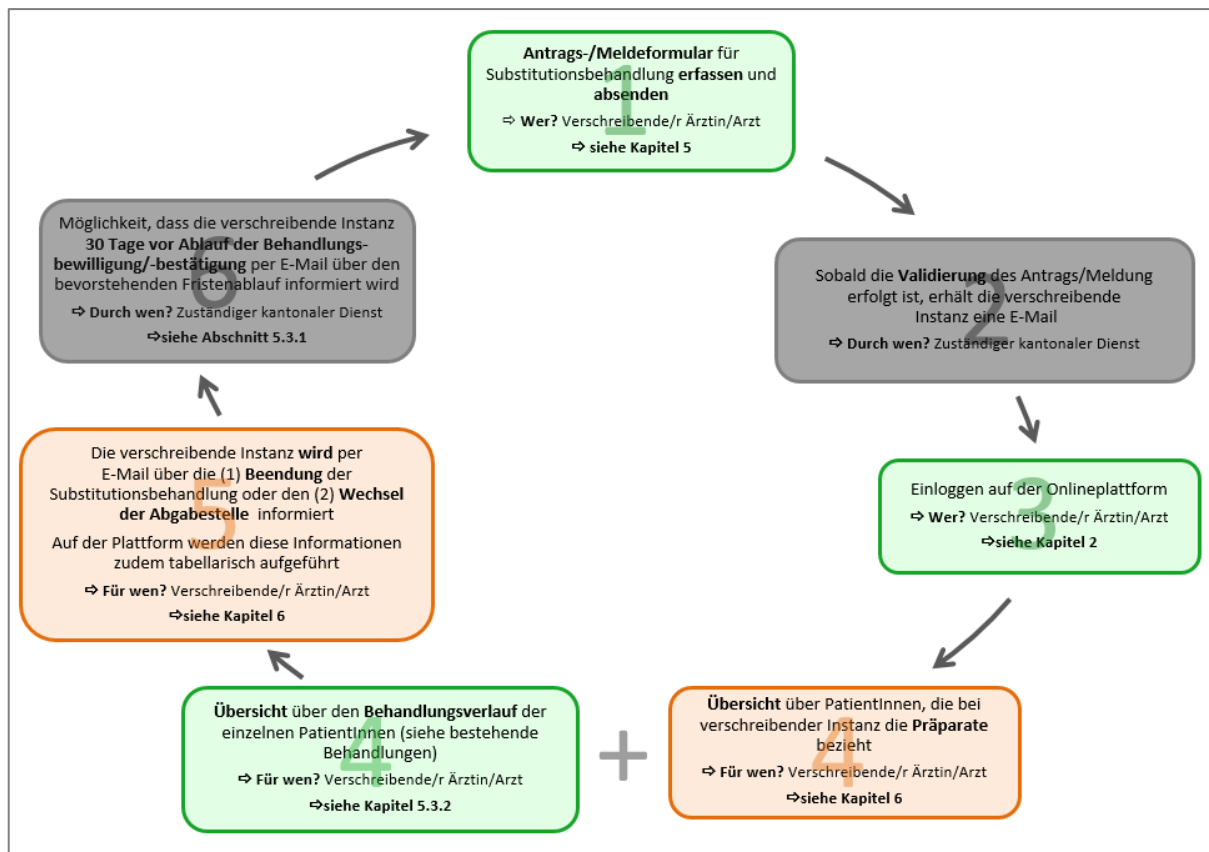 1
Antrags-/Meldeformular für
Substitutionsbehandlung erfassen und
absenden
⇨ Wer? Verschreibende/r Ärztin/Arzt
⇨ siehe Kapitel 5
2
Sobald die Validierung des Antrags/Meldung
erfolgt ist, erhält die verschreibende
Instanz eine E-Mail
⇨ Durch wen? Zuständiger kantonaler Dienst
3
Einloggen auf der Onlineplattform
⇨ Wer? Verschreibende/r Ärztin/Arzt
⇨siehe Kapitel 2
4
Übersicht über PatientInnen, die bei
verschreibender Instanz die Präparate
bezieht
⇨ Für wen? Verschreibende/r Ärztin/Arzt
⇨siehe Kapitel 6
+
4
Übersicht über den Behandlungsverlauf der
einzelnen PatientInnen (siehe bestehende
Behandlungen)
⇨ Für wen? Verschreibende/r Ärztin/Arzt
⇨siehe Kapitel 5.3.2
5
Die verschreibende Instanz wird per
E-Mail über die (1) Beendung der
Substitutionsbehandlung oder den (2) Wechsel
der Abgabestelle informiert
Auf der Plattform werden diese Informationen
zudem tabellarisch aufgeführt
⇨ Für wen? Verschreibende/r Ärztin/Arzt
⇨siehe Kapitel 6
6
Möglichkeit, dass die verschreibende Instanz
30 Tage vor Ablauf der Behandlungs-
bewilligung/-bestätigung per E-Mail über den
bevorstehenden Fristenablauf informiert wird
⇨ Durch wen? Zuständiger kantonaler Dienst
⇨siehe Abschnitt 5.3.1